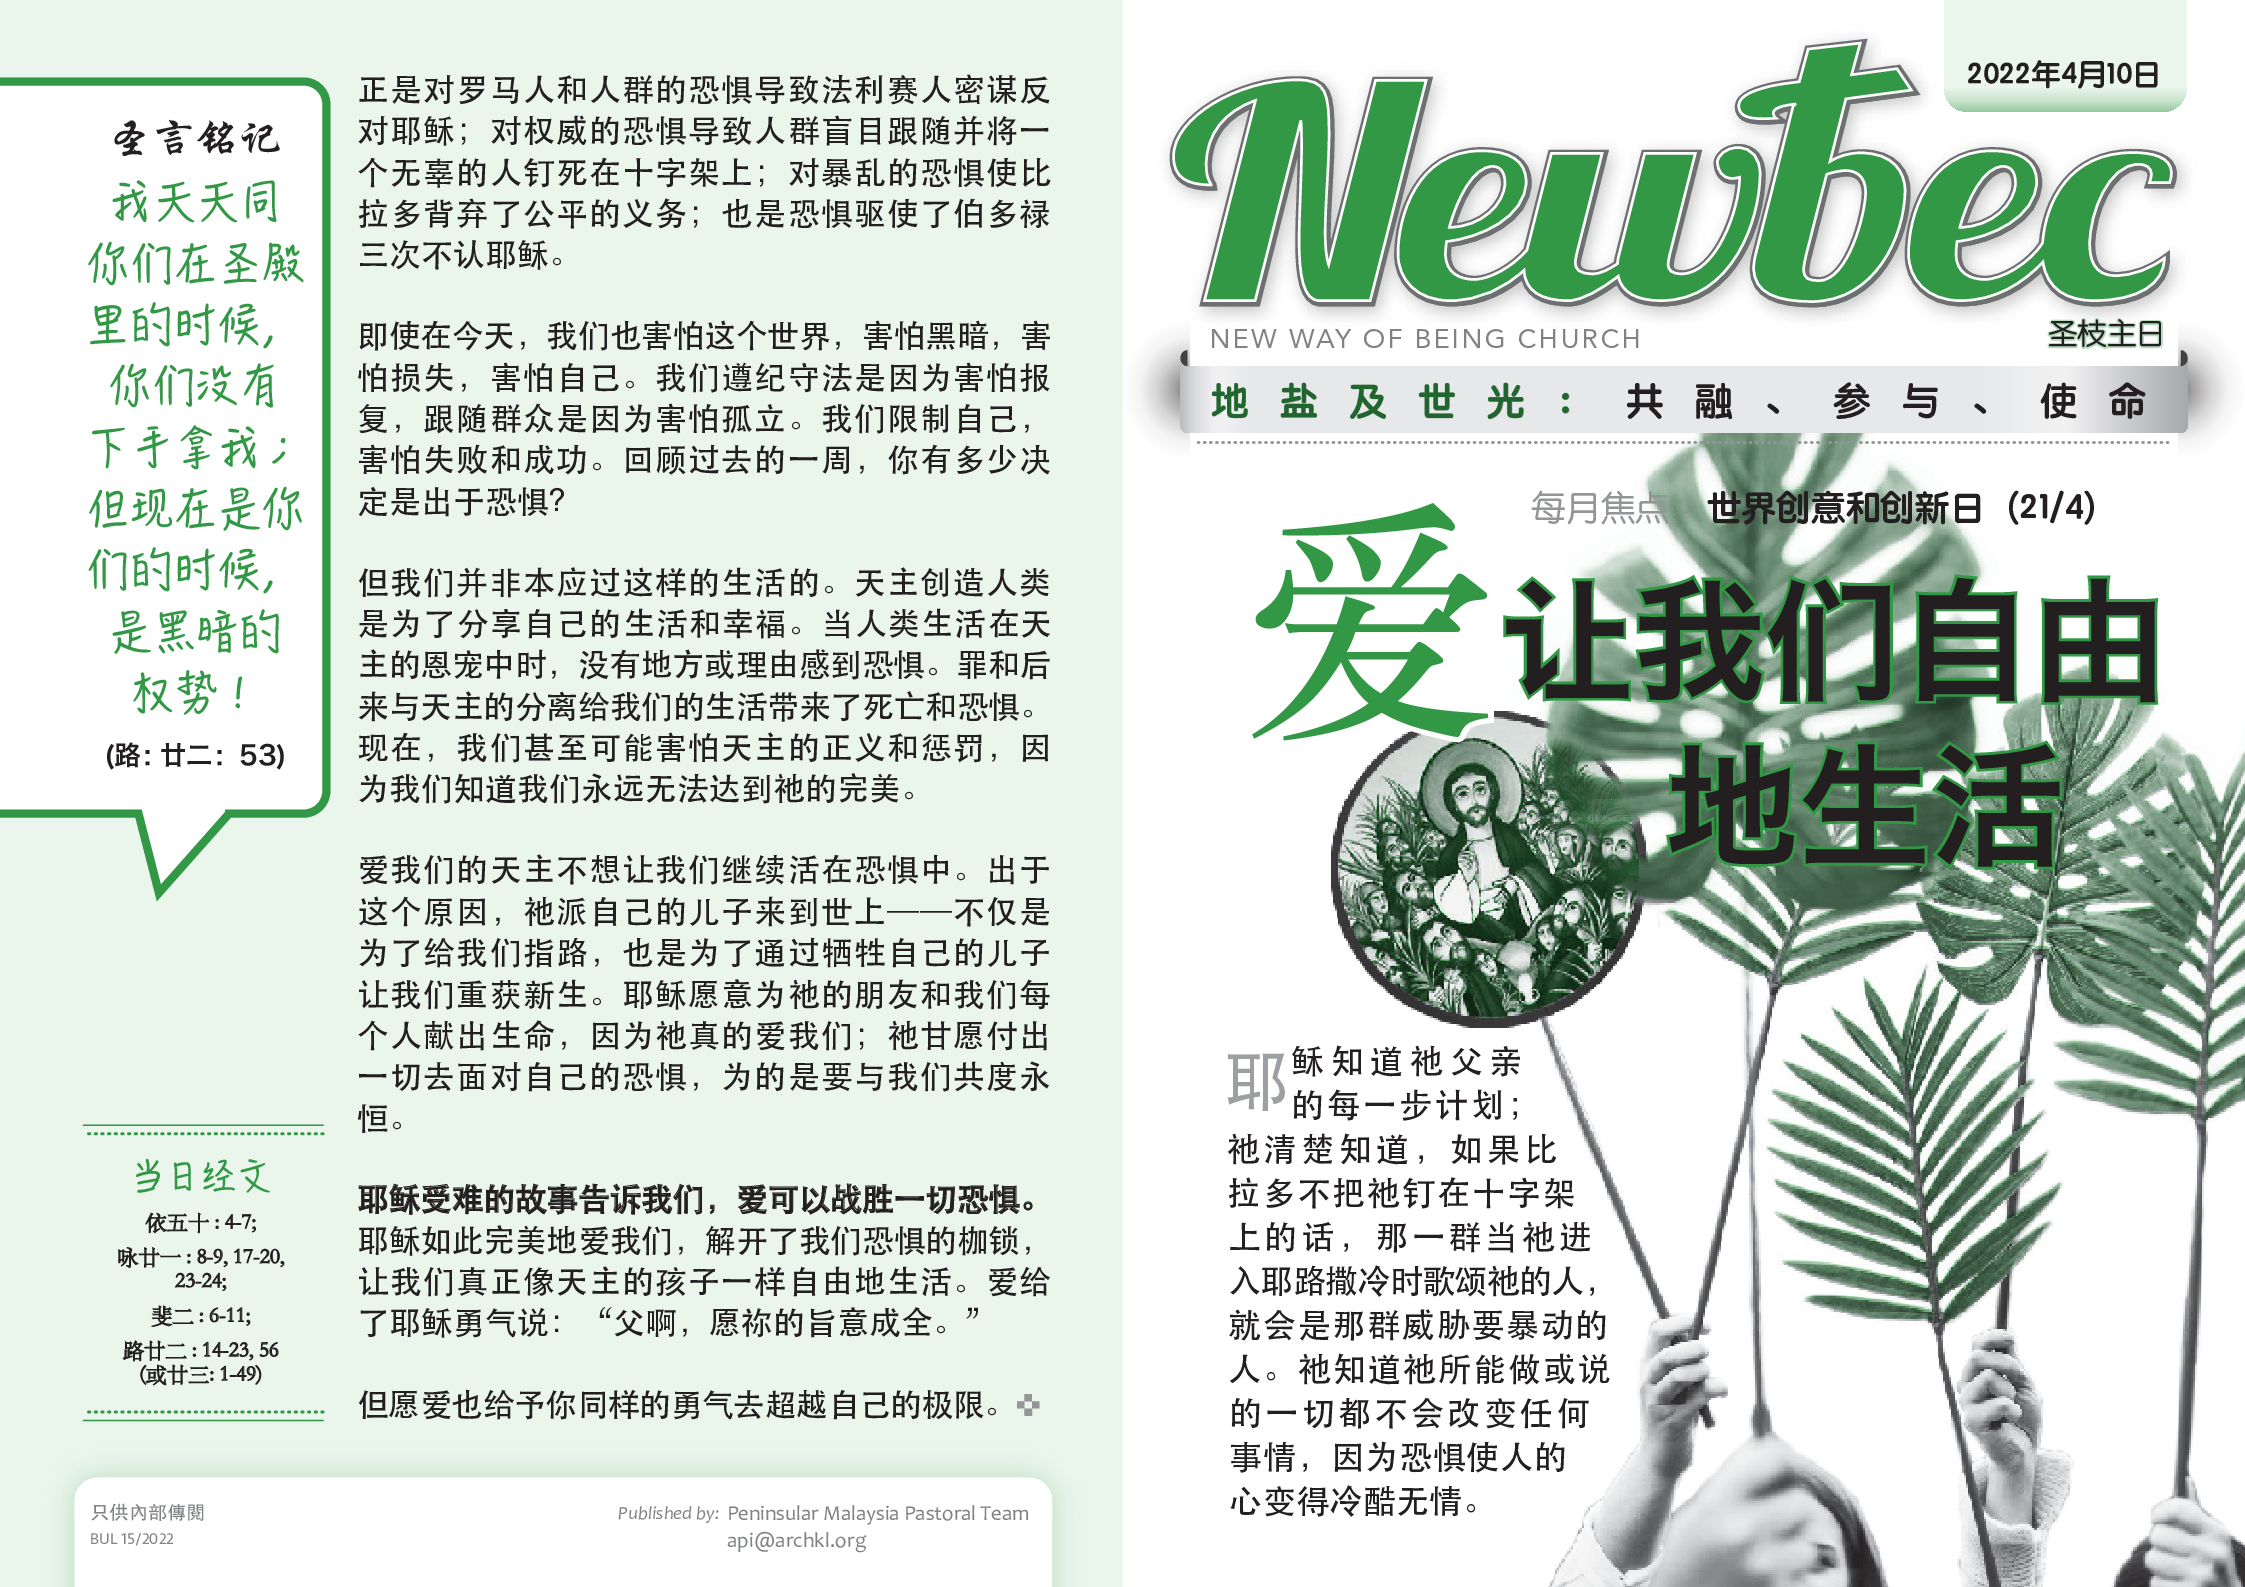 圣言铭记
我天天同
你们在圣殿
里的时候,
你们没有
下手拿我；
但现在是你
们的时候,
是黑暗的
权势！
(路: 廿二: 53)
当日经文
依五十 : 4-7;
咏廿一 : 8-9, 17-20,
23-24;
斐二 : 6-11;
路廿二 : 14-23, 56
(或廿三: 1-49)
正是对罗马人和人群的恐惧导致法利赛人密谋反
对耶稣；对权威的恐惧导致人群盲目跟随并将一
个无辜的人钉死在十字架上；对暴乱的恐惧使比
拉多背弃了公平的义务；也是恐惧驱使了伯多禄
三次不认耶稣。
即使在今天，我们也害怕这个世界，害怕黑暗，害
怕损失，害怕自己。我们遵纪守法是因为害怕报
复，跟随群众是因为害怕孤立。我们限制自己，
害怕失败和成功。回顾过去的一周，你有多少决
定是出于恐惧？
但我们并非本应过这样的生活的。天主创造人类
是为了分享自己的生活和幸福。当人类生活在天
主的恩宠中时，没有地方或理由感到恐惧。罪和后
来与天主的分离给我们的生活带来了死亡和恐惧。
现在，我们甚至可能害怕天主的正义和惩罚，因
为我们知道我们永远无法达到祂的完美。
爱我们的天主不想让我们继续活在恐惧中。出于
这个原因，祂派自己的儿子来到世上——不仅是
为了给我们指路，也是为了通过牺牲自己的儿子
让我们重获新生。耶稣愿意为祂的朋友和我们每
个人献出生命，因为祂真的爱我们；祂甘愿付出
一切去面对自己的恐惧，为的是要与我们共度永
恒。
耶稣受难的故事告诉我们，爱可以战胜一切恐惧。
耶稣如此完美地爱我们，解开了我们恐惧的枷锁，
让我们真正像天主的孩子一样自由地生活。爱给
了耶稣勇气说：“父啊，愿祢的旨意成全。”
但愿爱也给予你同样的勇气去超越自己的极限。
只供內部傳閱
BUL 15/2022
Published by: Peninsular Malaysia Pastoral Team
api@archkl.org
2022年4月10日
Newbec
NEW WAY OF BEING CHURCH
圣枝主日
地盐及世光：共融、参与、使命
每月焦点 世界创意和创新日（21/4)
爱让我们自由
地生活
耶稣知道祂父亲
的每一步计划；
祂清楚知道，如果比
拉多不把祂钉在十字架
上的话，那一群当祂进
入耶路撒冷时歌颂祂的人，
就会是那群威胁要暴动的
人。祂知道祂所能做或说
的一切都不会改变任何
事情，因为恐惧使人的
心变得冷酷无情。